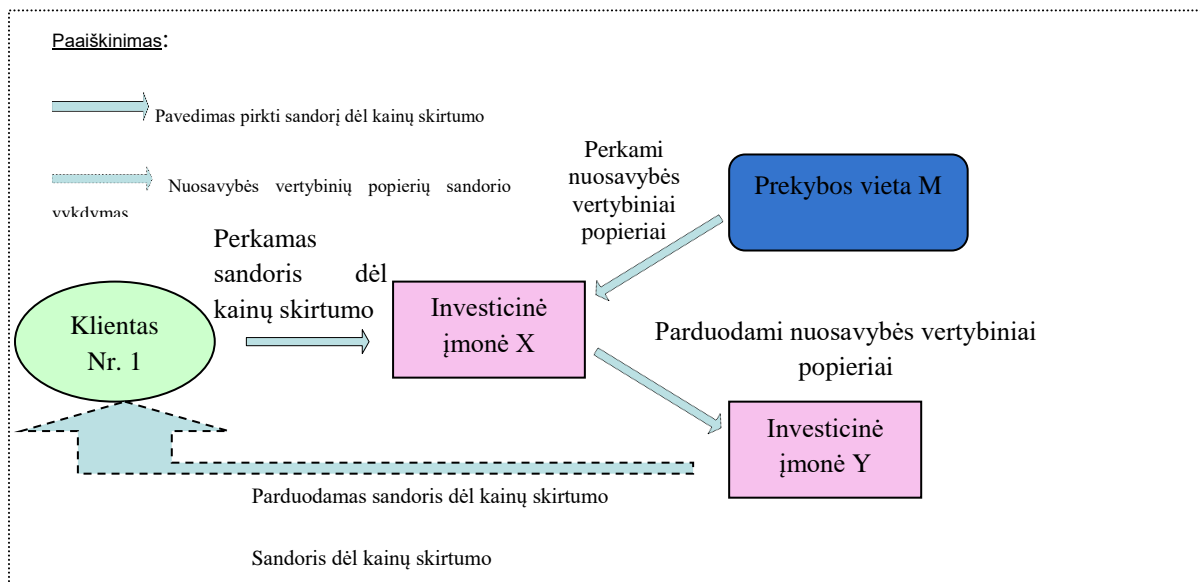 Paaiškinimas:
Pavedimas pirkti sandorį dėl kainų skirtumo
Nuosavybės vertybinių popierių sandorio
vykdymas
Perkami
nuosavybės
vertybiniai
popieriai
Prekybos vieta M
Perkamas
sandoris dėl
kainų skirtumo
Klientas
Nr. 1
Investicinė
įmonė X
Parduodami nuosavybės vertybiniai
popieriai
Investicinė
įmonė Y
Parduodamas sandoris dėl kainų skirtumo
Sandoris dėl kainų skirtumo